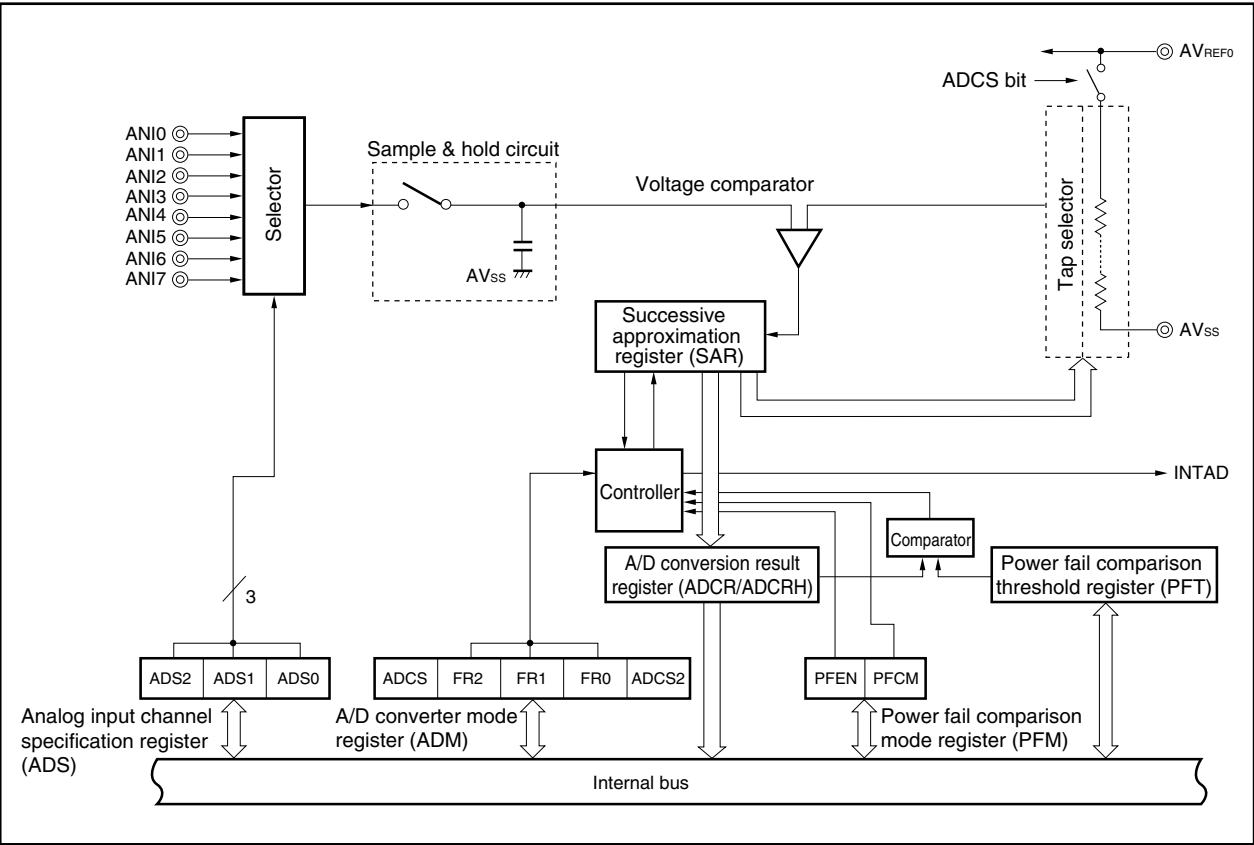 AVREF0
ADCS bit
ANI0
ANI1
ANI2
ANI3
ANI4
ANI5
ANI6
ANI7
Selector
Sample & hold circuit
AVSS
Voltage comparator
Tap selector
AVSS
Successive
approximation
register (SAR)
Controller
INTAD
Comparator
A/D conversion result
register (ADCR/ADCRH)
Power fail comparison
threshold register (PFT)
3
ADS2 ADS1 ADS0
ADCS FR2 FR1 FR0 ADCS2
PFEN PFCM
Analog input channel
specification register
(ADS)
A/D converter mode
register (ADM)
Power fail comparison
mode register (PFM)
Internal bus